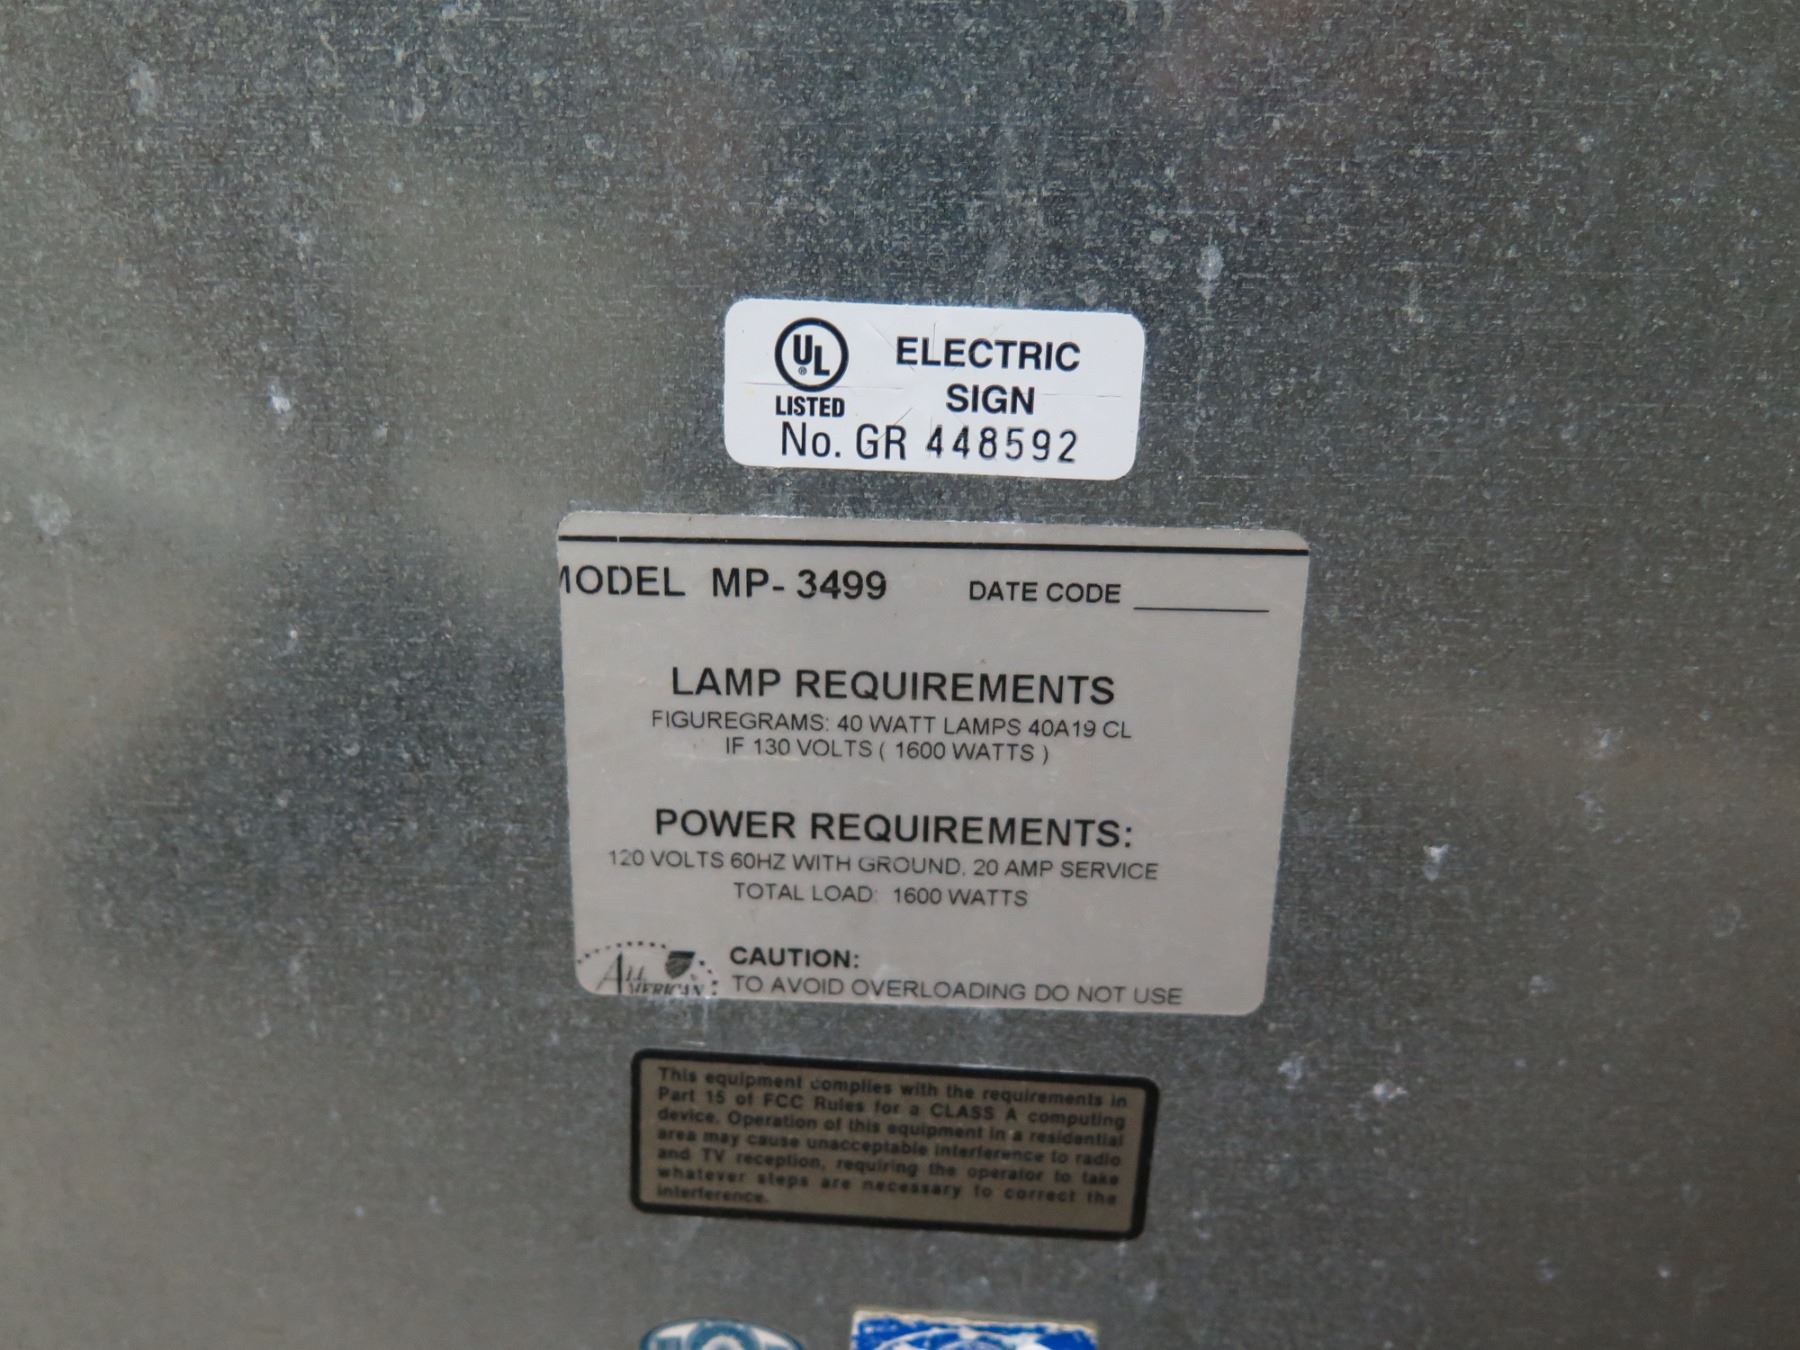 UL
®
LISTED
ELECTRIC
SIGN
No. GR 448592
MODEL MP- 3499 DATE CODE
LAMP REQUIREMENTS
FIGUREGRAMS: 40 WATT LAMPS 40A19 CL
IF 130 VOLTS ( 1600 WATTS )
POWER REQUIREMENTS:
120 VOLTS 60HZ WITH GROUND, 20 AMP SERVICE
TOTAL LOAD: 1600 WATTS
ALL
AMERICAN
CAUTION:
TO AVOID OVERLOADING DO NOT USE
This equipment complies with the requirements in
Part 15 of FCC Rules for a CLASS A computing
device. Operation of this equipment in a residential
area may cause unacceptable interference to radio
and TV reception, requiring the operator to take
whatever steps are necessary to correct the
interference.